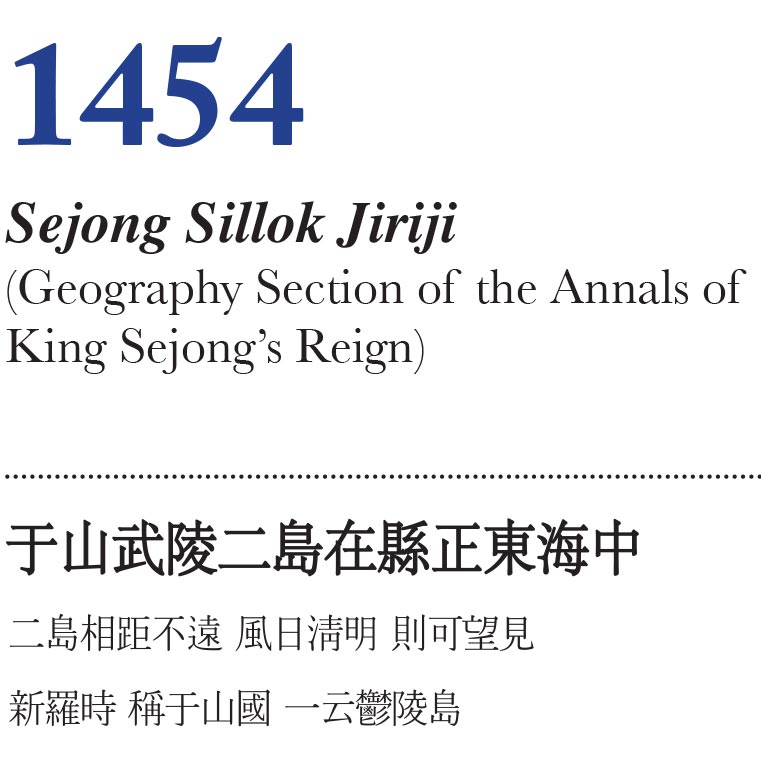 1454
Sejong Sillok Jiriji
(Geography Section of the Annals of
King Sejong’s Reign)
于山武陵二島在縣正東海中
二島相距不遠 風日淸明 則可望見
新羅時 稱于山國 一云鬱陵島